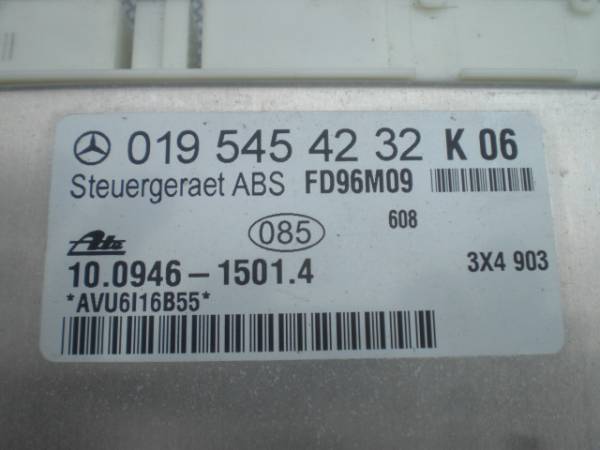 019 545 42 32 K 06
Steuergeraet ABS FD96M09
085 608
Ate
10.0946-1501.4 3X4 903
*AVU6I16B55*